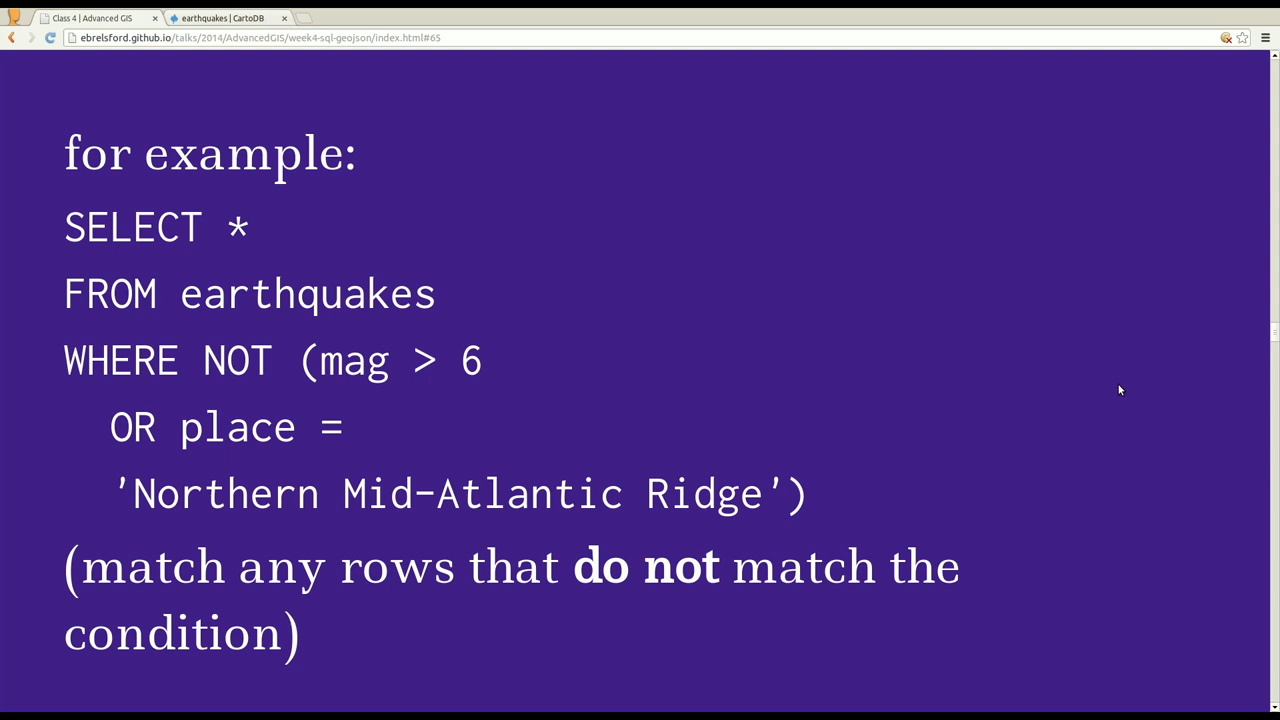 Class 4 | Advanced GIS
earthquakes | CartoDB
ebrelsford.github.io/talks/2014/AdvancedGIS/week4-sql-geojson/index.html#65
for example:
SELECT *
FROM earthquakes
WHERE NOT (mag > 6
OR place =
'Northern Mid-Atlantic Ridge')
(match any rows that do not match the
condition)